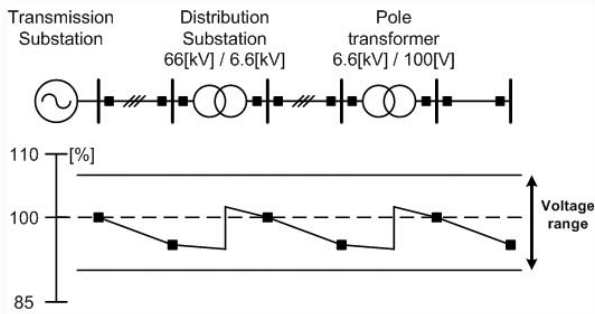 Transmission
Substation
Distribution
Substation
66[kV] / 6.6[kV]
Pole
transformer
6.6[kV] / 100[V]
110
[%]
100
85
Voltage
range